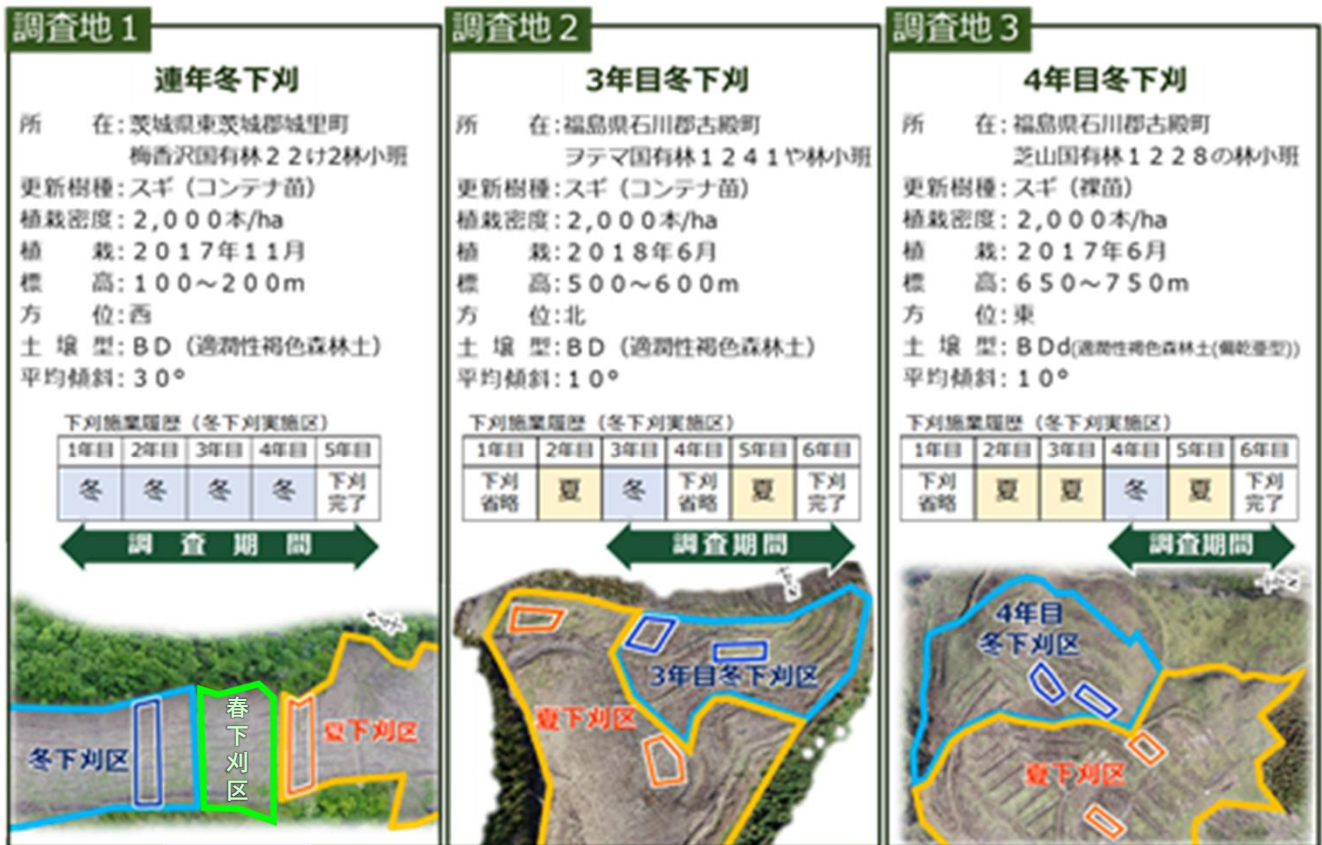 調査地1
連年冬下刈
所　在:茨城県東茨城郡城里町
梅香沢国有林22け2林小班
更新樹種:スギ（コンテナ苗）
植栽密度:2,000本/ha
植　栽:2017年11月
標　高:100～200m
方　位:西
土壌型:BD（適潤性褐色森林土）
平均傾斜:30°
下刈施業履歴（冬下刈実施区）
1年目 2年目 3年目 4年目 5年目
冬 冬 冬 冬 下刈完了
調査期間
冬下刈区
春下刈区
夏下刈区
調査地2
3年目冬下刈
所　在:福島県石川郡古殿町
ヲテマ国有林1241や林小班
更新樹種:スギ（コンテナ苗）
植栽密度:2,000本/ha
植　栽:2018年6月
標　高:500～600m
方　位:北
土壌型:BD（適潤性褐色森林土）
平均傾斜:10°
下刈施業履歴（冬下刈実施区）
1年目 2年目 3年目 4年目 5年目 6年目
下刈省略 夏 冬 下刈省略 夏 下刈完了
調査期間
3年目冬下刈区
夏下刈区
調査地3
4年目冬下刈
所　在:福島県石川郡古殿町
芝山国有林1228の林小班
更新樹種:スギ（裸苗）
植栽密度:2,000本/ha
植　栽:2017年6月
標　高:650～750m
方　位:東
土壌型:BDd(適潤性褐色森林土(偏乾亜型))
平均傾斜:10°
下刈施業履歴（冬下刈実施区）
1年目 2年目 3年目 4年目 5年目 6年目
下刈省略 夏 夏 冬 夏 下刈完了
調査期間
4年目
冬下刈区
夏下刈区